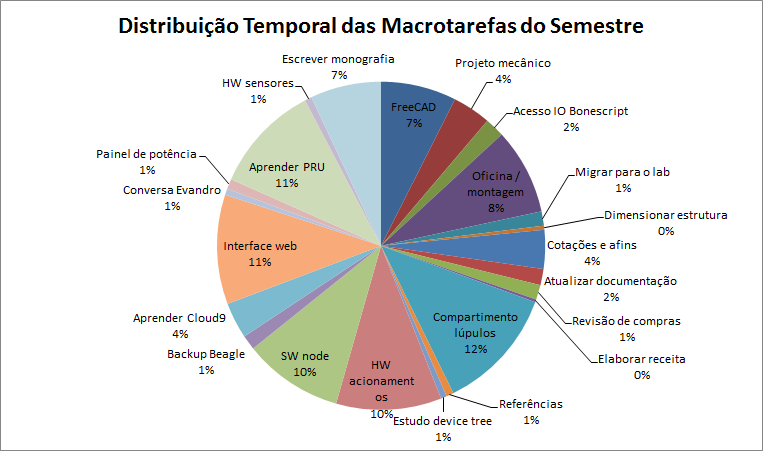 Distribuição Temporal das Macrotarefas do Semestre
FreeCAD
7%
Projeto mecânico
4%
Acesso IO Bonescript
2%
Oficina /
montagem
8%
Migrar para o lab
1%
Dimensionar estrutura
0%
Cotações e afins
4%
Atualizar documentação
2%
Revisão de compras
1%
Elaborar receita
0%
Compartimento
lúpulos
12%
Referências
1%
Estudo device tree
1%
HW
acionament
os
10%
SW node
10%
Backup Beagle
1%
Aprender Cloud9
4%
Interface web
11%
Conversa Evandro
1%
Painel de potência
1%
Aprender PRU
11%
HW sensores
1%
Escrever monografia
7%